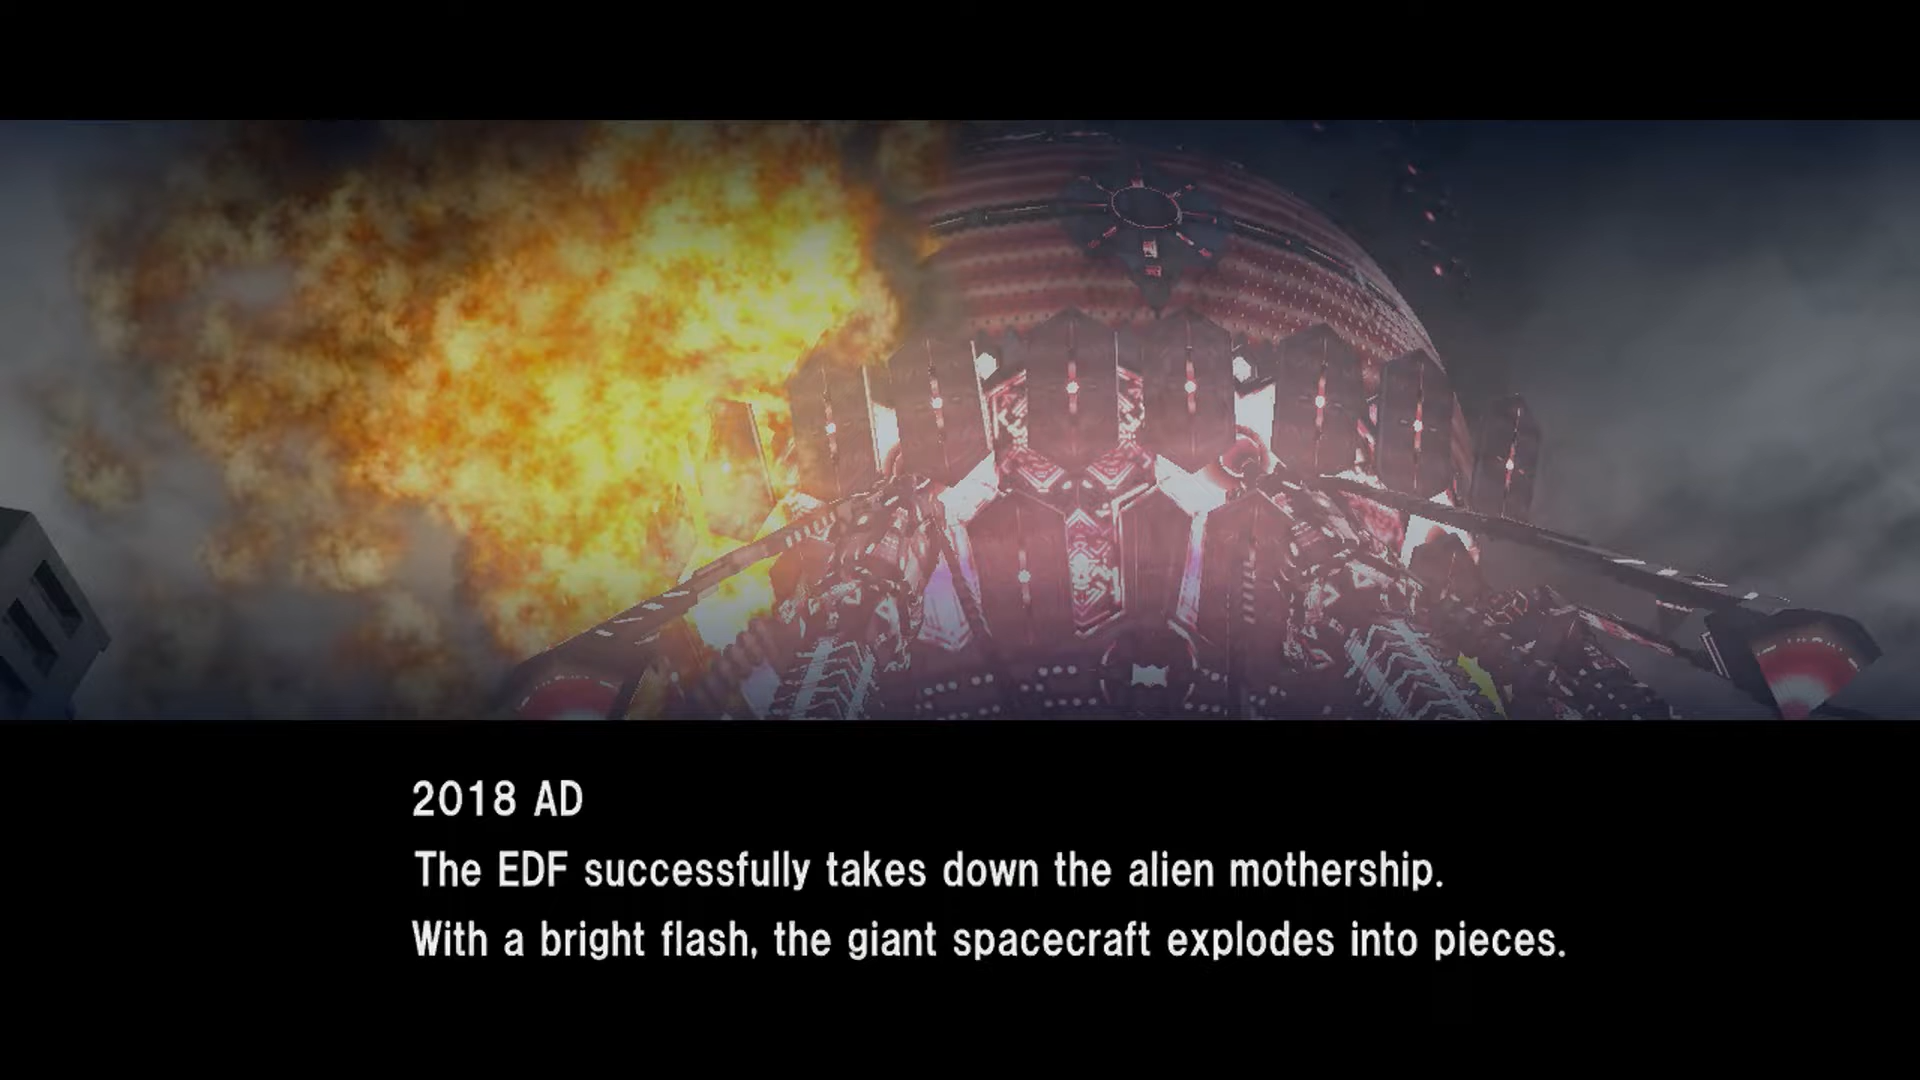 2018 AD
The EDF successfully takes down the alien mothership.
With a bright flash, the giant spacecraft explodes into pieces.